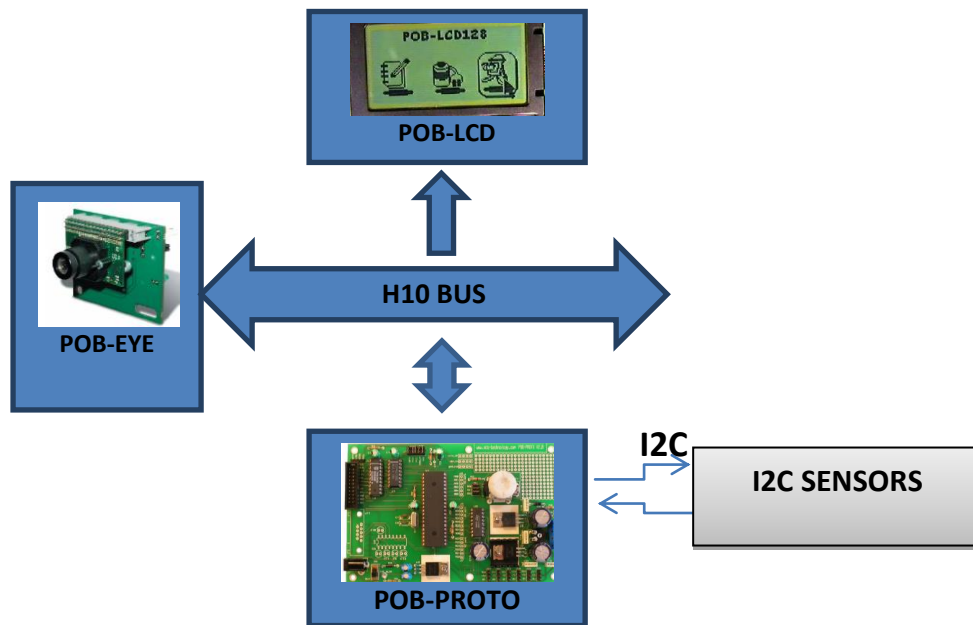 POB-LCD128
POB-LCD
H10 BUS
POB-EYE
I2C
I2C SENSORS
POB-PROTO